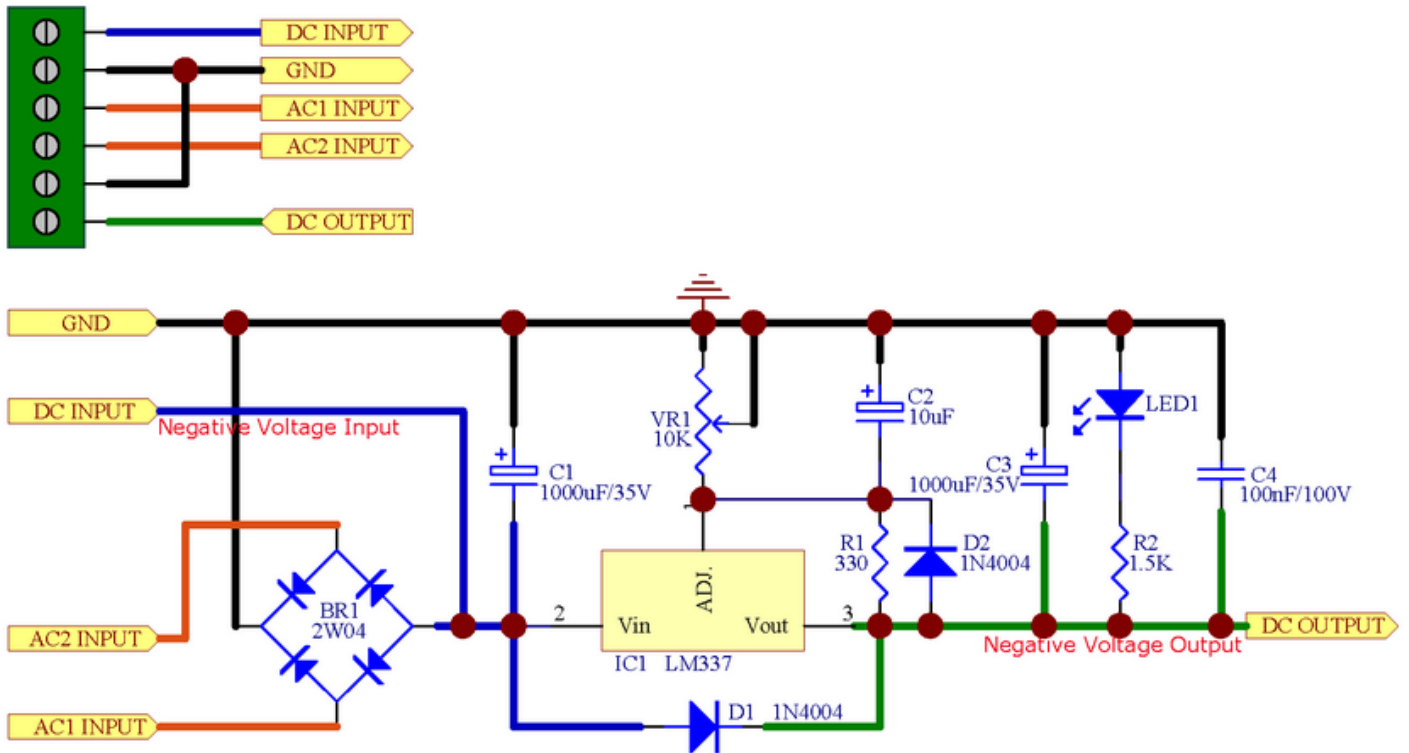 DC INPUT
GND
AC1 INPUT
AC2 INPUT
DC OUTPUT
GND
DC INPUT
Negative Voltage Input
AC2 INPUT
AC1 INPUT
BR1
2W04
+
C1
1000uF/35V
VR1
10K
+
C2
10uF
+
C3
1000uF/35V
LED1
C4
100nF/100V
R1
330
D2
1N4004
R2
1.5K
2
Vin
ADJ.
Vout
3
IC1 LM337
D1 1N4004
Negative Voltage Output
DC OUTPUT